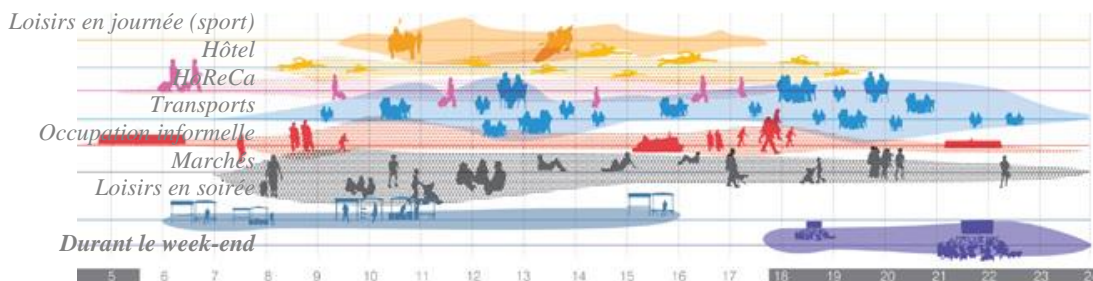 Loisirs en journée (sport)
Hôtel
HoReCa
Transports
Occupation informelle
Marchés
Loisirs en soirée
Durant le week-end
5 6 7 8 9 10 11 12 13 14 15 16 17 18 19 20 21 22 23